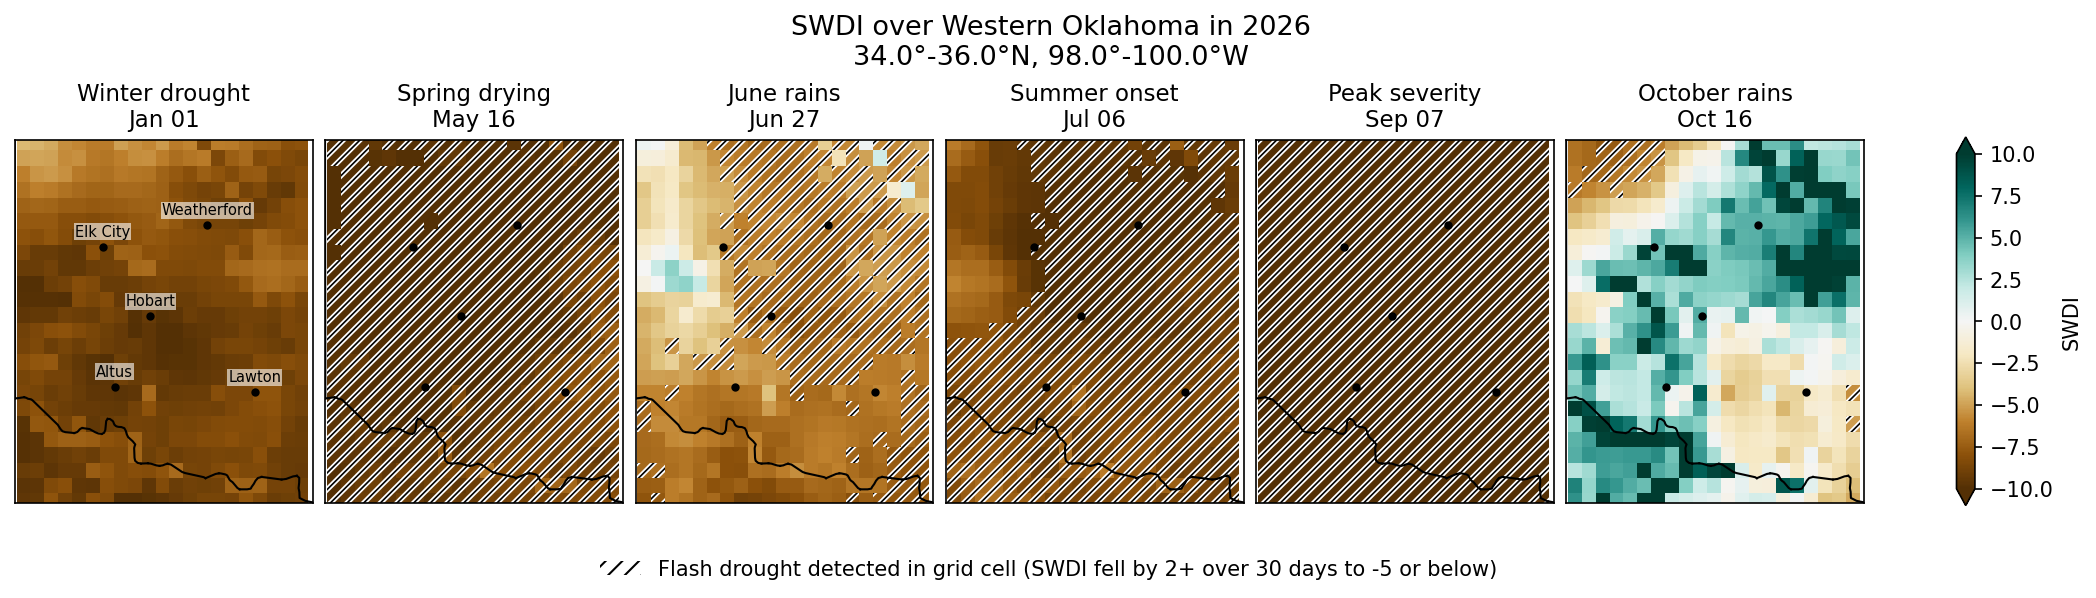 SWDI over Western Oklahoma in 2026
34.0°-36.0°N, 98.0°-100.0°W
Winter drought
Jan 01
Spring drying
May 16
June rains
Jun 27
Summer onset
Jul 06
Peak severity
Sep 07
October rains
Oct 16
Weatherford
Elk City
Hobart
Altus
Lawton
10.0
7.5
5.0
2.5
0.0
−2.5
−5.0
−7.5
−10.0
SWDI
Flash drought detected in grid cell (SWDI fell by 2+ over 30 days to -5 or below)